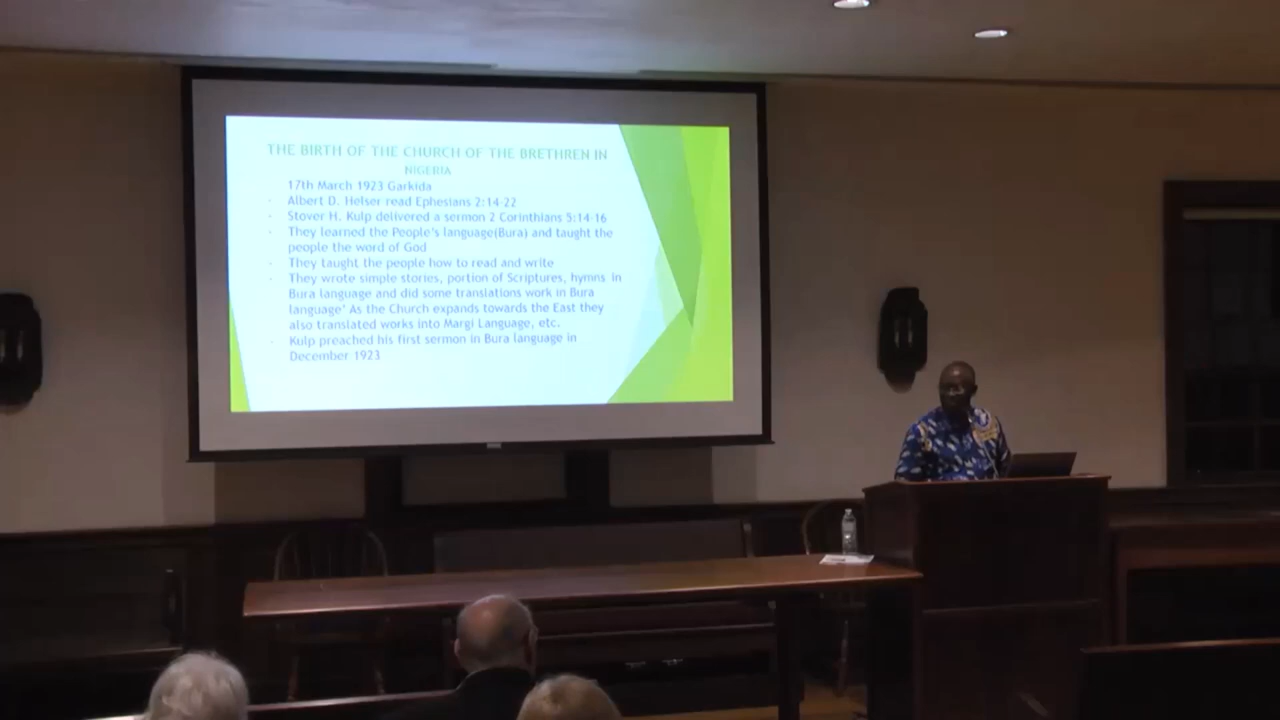 THE BIRTH OF THE CHURCH OF THE BRETHREN IN
NIGERIA
17th March 1923 Garkida
- Albert D. Helser read Ephesians 2:14-22
- Stover H. Kulp delivered a sermon 2 Corinthians 5:14-16
- They learned the People's language(Bura) and taught the
people the word of God
- They taught the people how to read and write
- They wrote simple stories, portion of Scriptures, hymns in
Bura language and did some translations work in Bura
language' As the Church expands towards the East they
also translated works into Margi Language, etc.
- Kulp preached his first sermon in Bura language in
December 1923